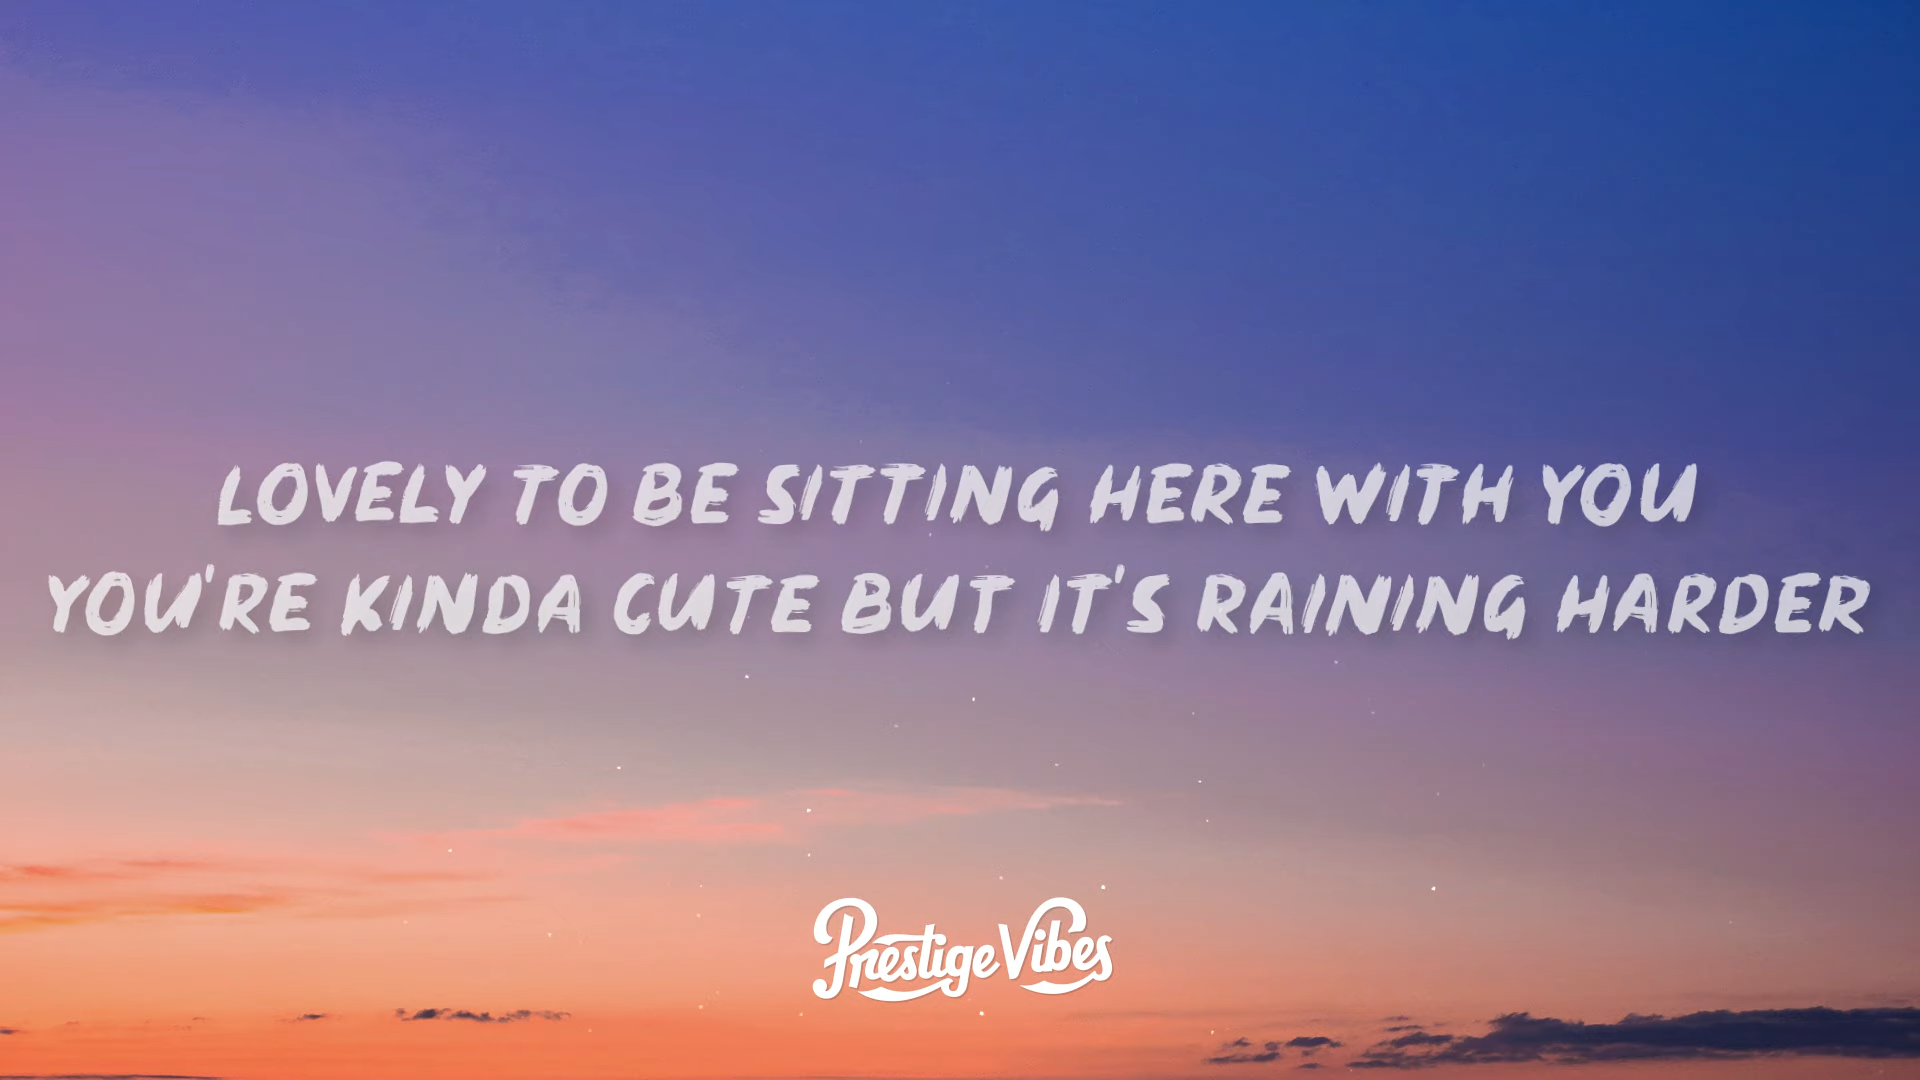 LOVELY TO BE SITTING HERE WITH YOU
YOU'RE KINDA CUTE BUT IT'S RAINING HARDER
Prestige Vibes